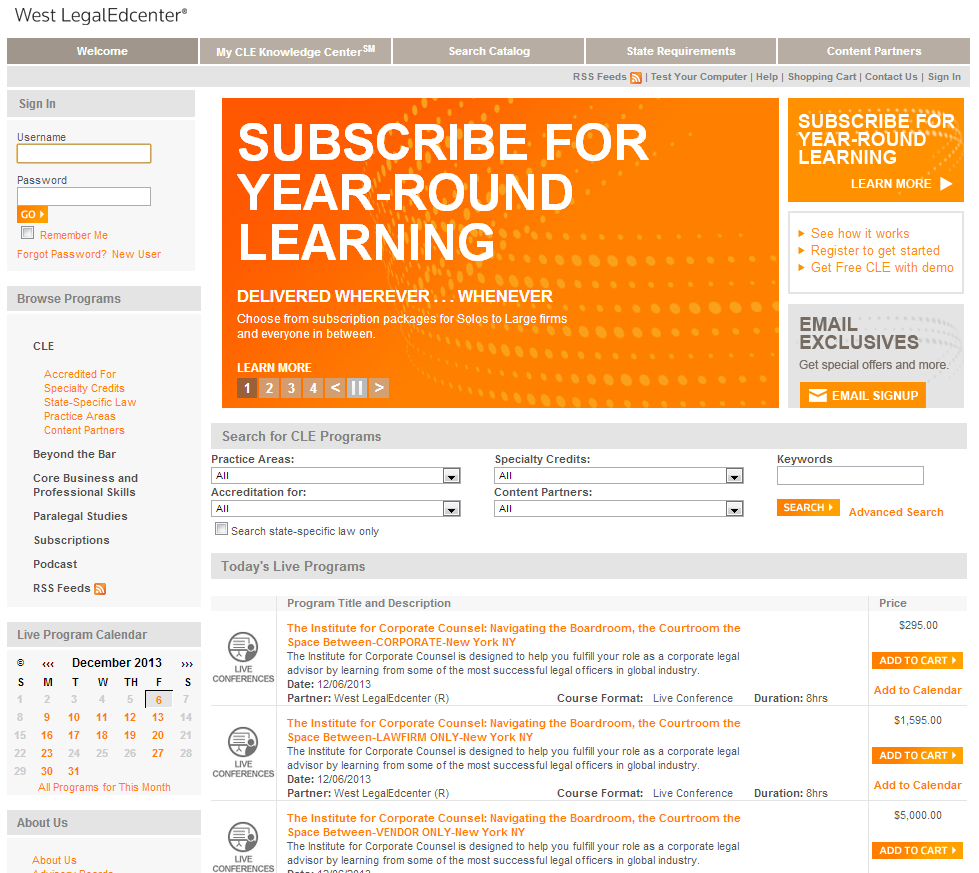 West LegalEdcenter®
Welcome
My CLE Knowledge Center℠
Search Catalog
State Requirements
Content Partners
RSS Feeds | Test Your Computer | Help | Shopping Cart | Contact Us | Sign In
Sign In
Username
Password
GO
Remember Me
Forgot Password? New User
Browse Programs
CLE
Accredited For
Specialty Credits
State-Specific Law
Practice Areas
Content Partners
Beyond the Bar
Core Business and
Professional Skills
Paralegal Studies
Subscriptions
Podcast
RSS Feeds
Live Program Calendar
© ‹‹‹ December 2013 ›››
S M T W TH F S
1 2 3 4 5 6 7
8 9 10 11 12 13 14
15 16 17 18 19 20 21
22 23 24 25 26 27 28
29 30 31
All Programs for This Month
About Us
About Us
SUBSCRIBE FOR
YEAR-ROUND
LEARNING
DELIVERED WHEREVER . . . WHENEVER
Choose from subscription packages for Solos to Large firms
and everyone in between.
LEARN MORE
1 2 3 4 < || >
SUBSCRIBE FOR
YEAR-ROUND
LEARNING
LEARN MORE
See how it works
Register to get started
Get Free CLE with demo
EMAIL
EXCLUSIVES
Get special offers and more.
EMAIL SIGNUP
Search for CLE Programs
Practice Areas:
All
Specialty Credits:
All
Keywords
Accreditation for:
All
Content Partners:
All
SEARCH
Advanced Search
Search state-specific law only
Today's Live Programs
Program Title and Description
Price
LIVE
CONFERENCES
The Institute for Corporate Counsel: Navigating the Boardroom, the Courtroom the
Space Between-CORPORATE-New York NY
The Institute for Corporate Counsel is designed to help you fulfill your role as a corporate legal
advisor by learning from some of the most successful legal officers in global industry.
Date: 12/06/2013
Partner: West LegalEdcenter (R) Course Format: Live Conference Duration: 8hrs
$295.00
ADD TO CART
Add to Calendar
LIVE
CONFERENCES
The Institute for Corporate Counsel: Navigating the Boardroom, the Courtroom the
Space Between-LAWFIRM ONLY-New York NY
The Institute for Corporate Counsel is designed to help you fulfill your role as a corporate legal
advisor by learning from some of the most successful legal officers in global industry.
Date: 12/06/2013
Partner: West LegalEdcenter (R) Course Format: Live Conference Duration: 8hrs
$1,595.00
ADD TO CART
Add to Calendar
LIVE
CONFERENCES
The Institute for Corporate Counsel: Navigating the Boardroom, the Courtroom the
Space Between-VENDOR ONLY-New York NY
The Institute for Corporate Counsel is designed to help you fulfill your role as a corporate legal
advisor by learning from some of the most successful legal officers in global industry.
$5,000.00
ADD TO CART